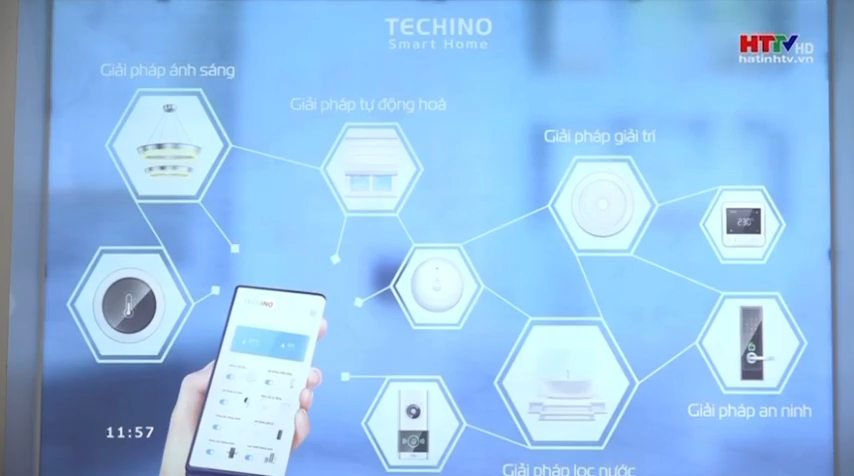 TECHINO
Smart Home
HTTV HD
hatinhtv.vn
Giải pháp ánh sáng
Giải pháp tự động hoá
Giải pháp giải trí
TECHINO
Giải pháp an ninh
11:57
Giải pháp lọc nước